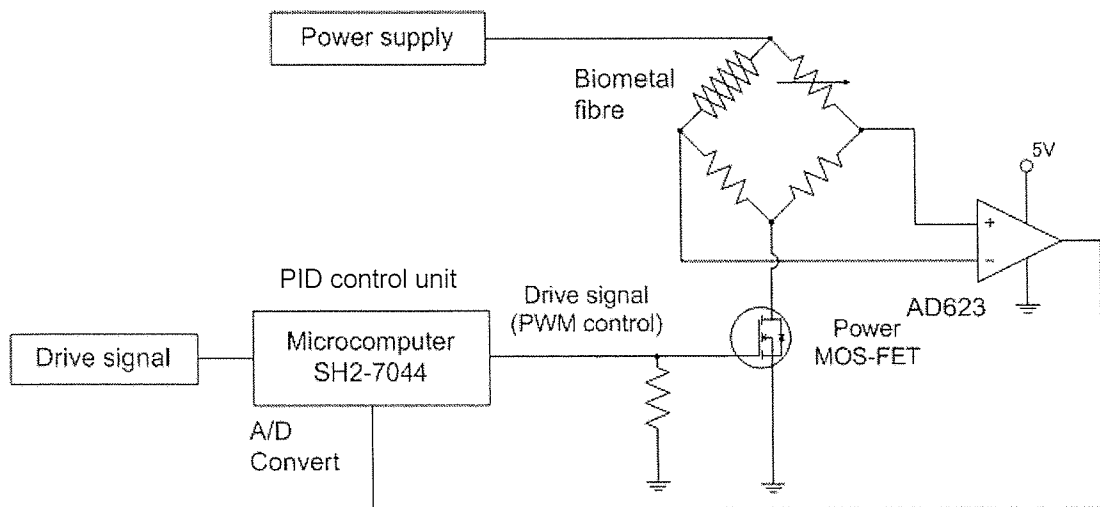 Power supply
Biometal
fibre
5V
+
−
AD623
PID control unit
Drive signal
(PWM control)
Power
MOS-FET
Drive signal
Microcomputer
SH2-7044
A/D
Convert